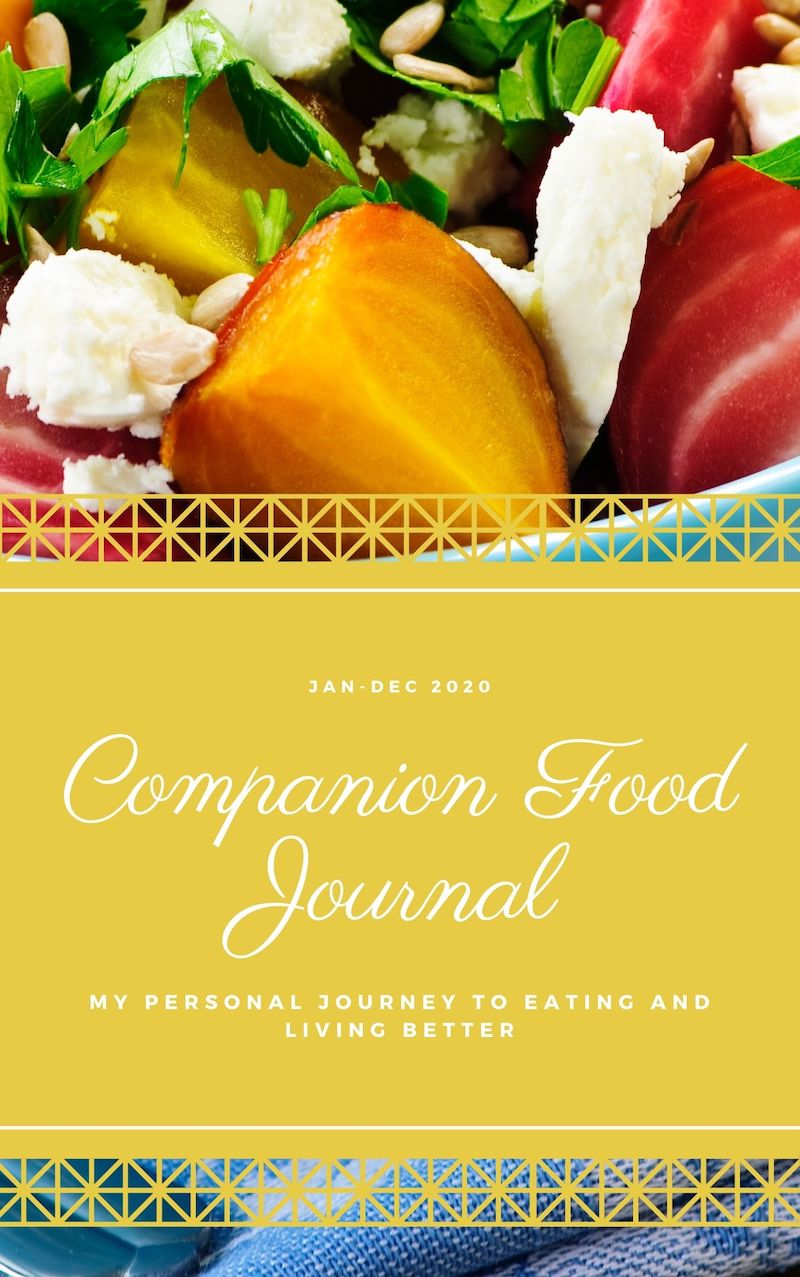 JAN-DEC 2020
Companion Food
Journal
MY PERSONAL JOURNEY TO EATING AND
LIVING BETTER